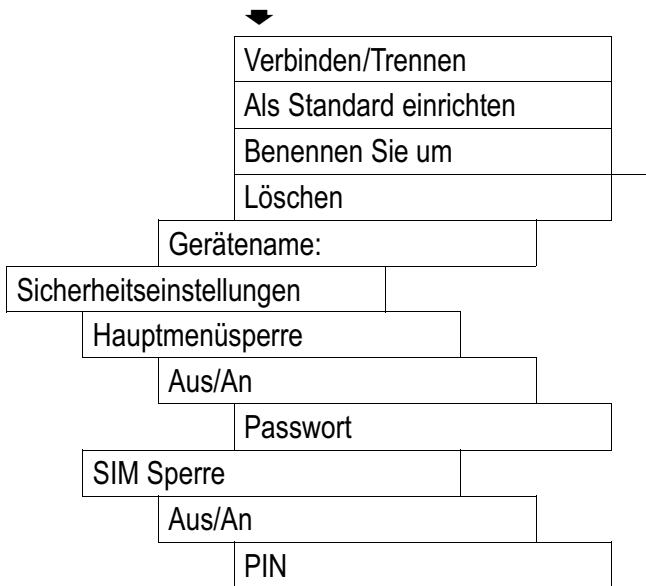 Verbinden/Trennen
Als Standard einrichten
Benennen Sie um
Löschen
Gerätename:
Sicherheitseinstellungen
Hauptmenüsperre
Aus/An
Passwort
SIM Sperre
Aus/An
PIN